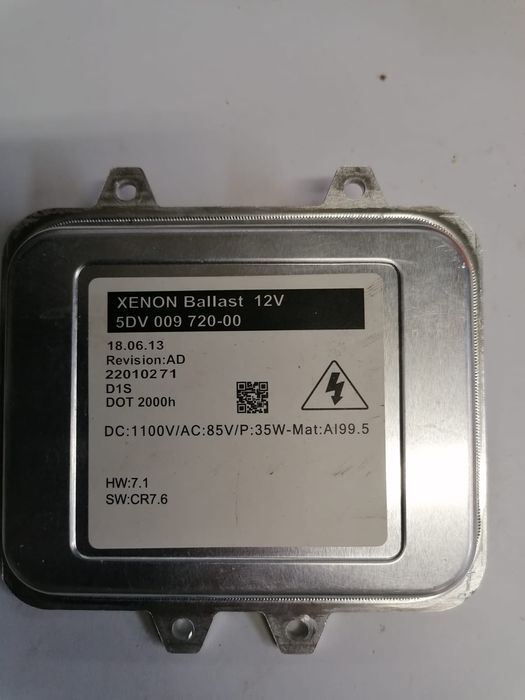 XENON Ballast 12V
5DV 009 720-00
18.06.13
Revision:AD
22010271
D1S
DOT 2000h
DC:1100V/AC:85V/P:35W-Mat:AI99.5
HW:7.1
SW:CR7.6